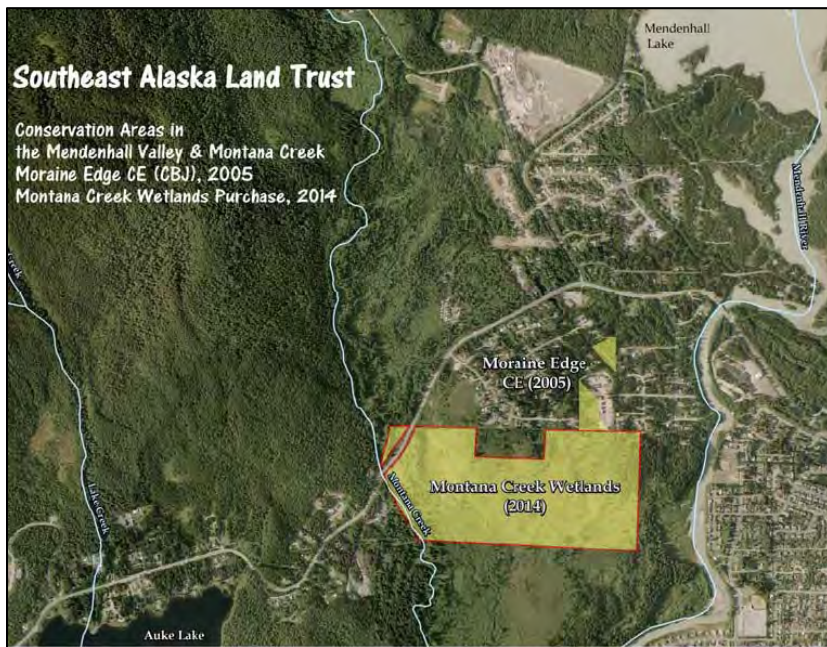 Southeast Alaska Land Trust
Conservation Areas in
the Mendenhall Valley & Montana Creek
Moraine Edge CE (CBJ), 2005
Montana Creek Wetlands Purchase, 2014
Mendenhall
Lake
Mendenhall River
Creek
Moraine Edge
CE (2005)
Montana Creek Wetlands
(2014)
Montana Creek
Lake Creek
Auke Lake